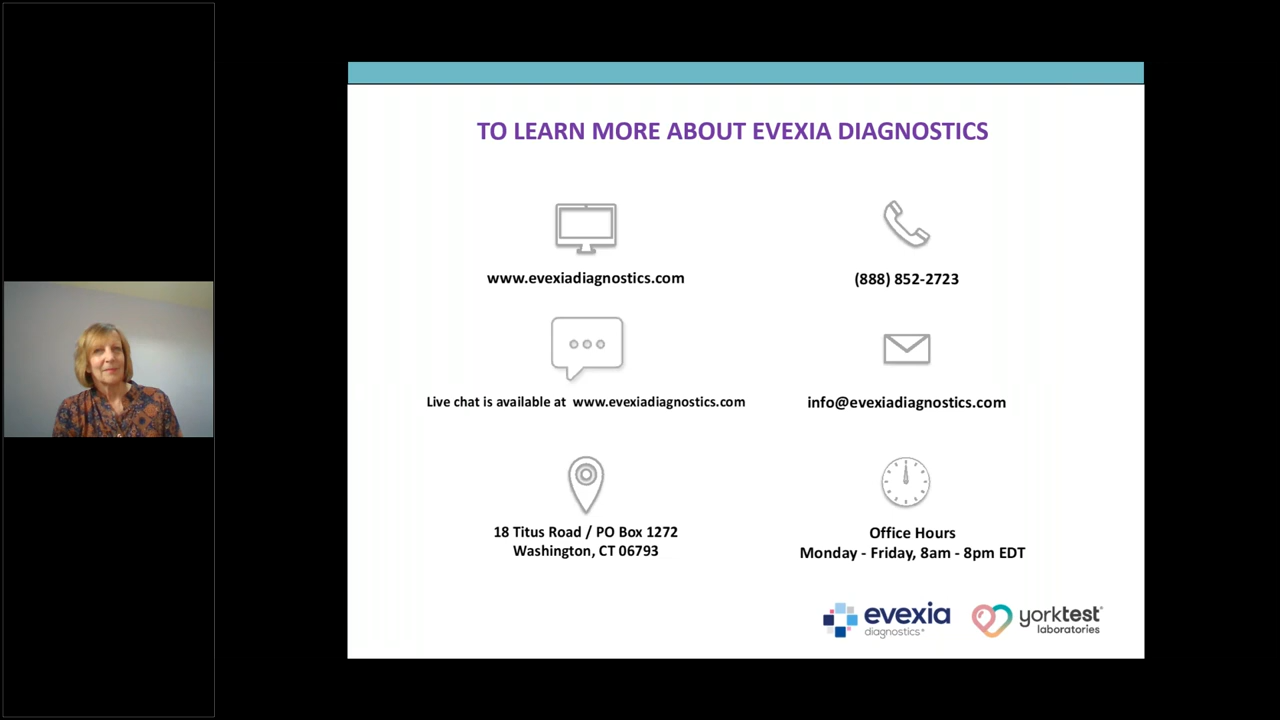 TO LEARN MORE ABOUT EVEXIA DIAGNOSTICS
www.evexiadiagnostics.com
(888) 852-2723
Live chat is available at www.evexiadiagnostics.com
info@evexiadiagnostics.com
18 Titus Road / PO Box 1272
Washington, CT 06793
Office Hours
Monday - Friday, 8am - 8pm EDT
evexia
diagnostics®
yorktest®
laboratories